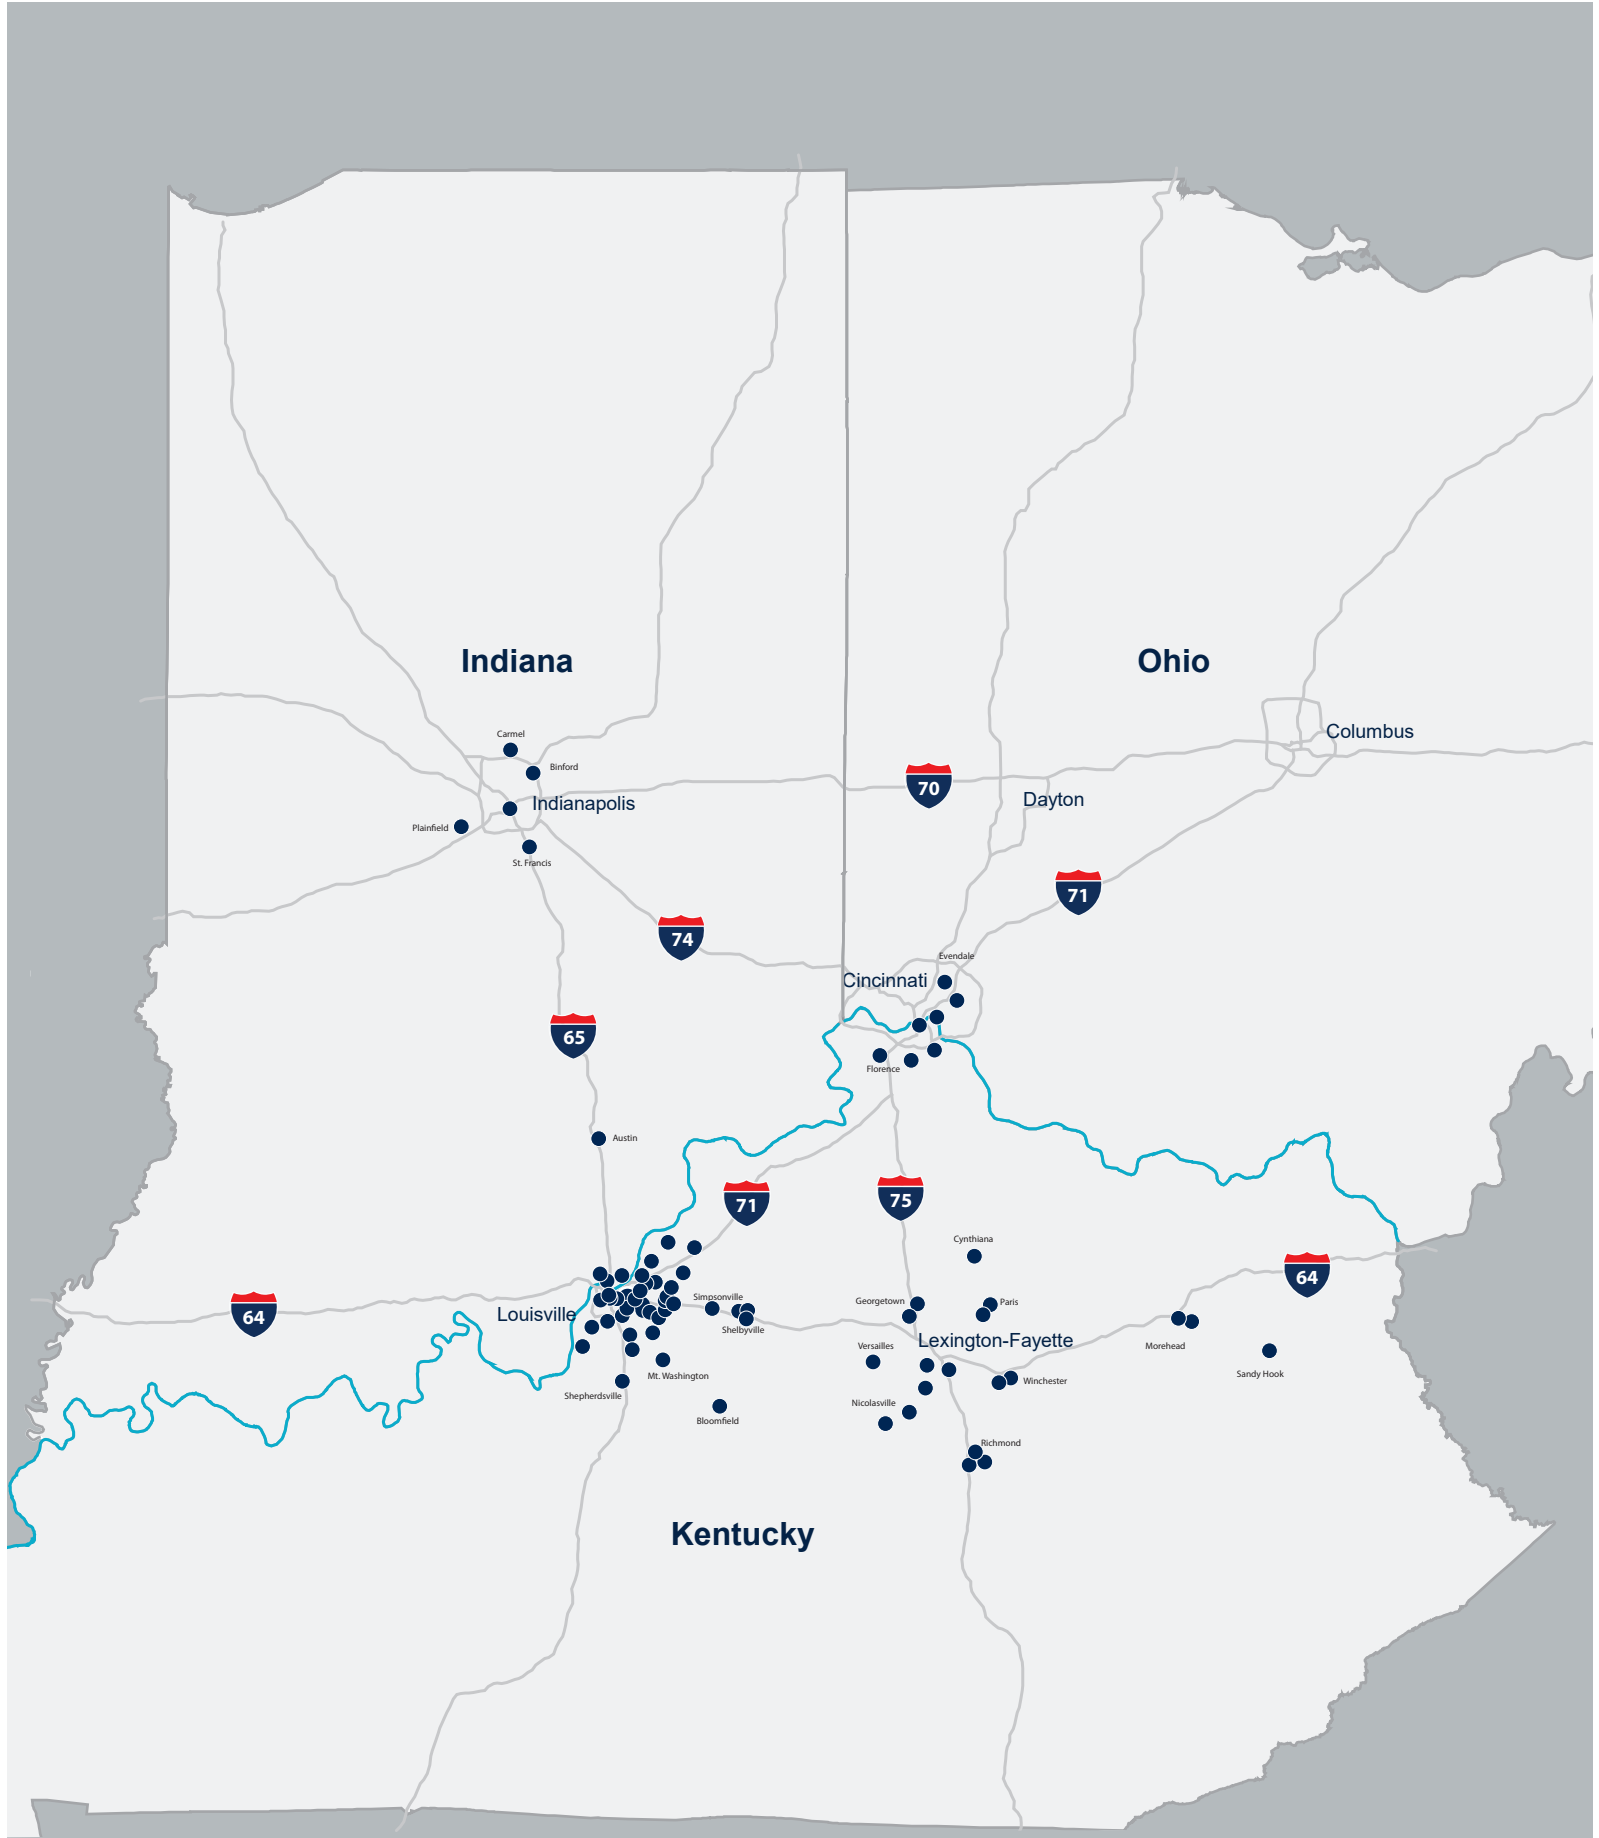 Indiana
Ohio
Carmel
Columbus
Binford
70
Indianapolis
Dayton
Plainfield
St. Francis
71
74
Evendale
Cincinnati
65
Florence
Austin
71
75
Cynthiana
64
Simpsonville
Georgetown
Paris
64
Louisville
Shelbyville
Lexington-Fayette
Versailles
Morehead
Mt. Washington
Sandy Hook
Winchester
Shepherdsville
Nicolasville
Bloomfield
Richmond
Kentucky